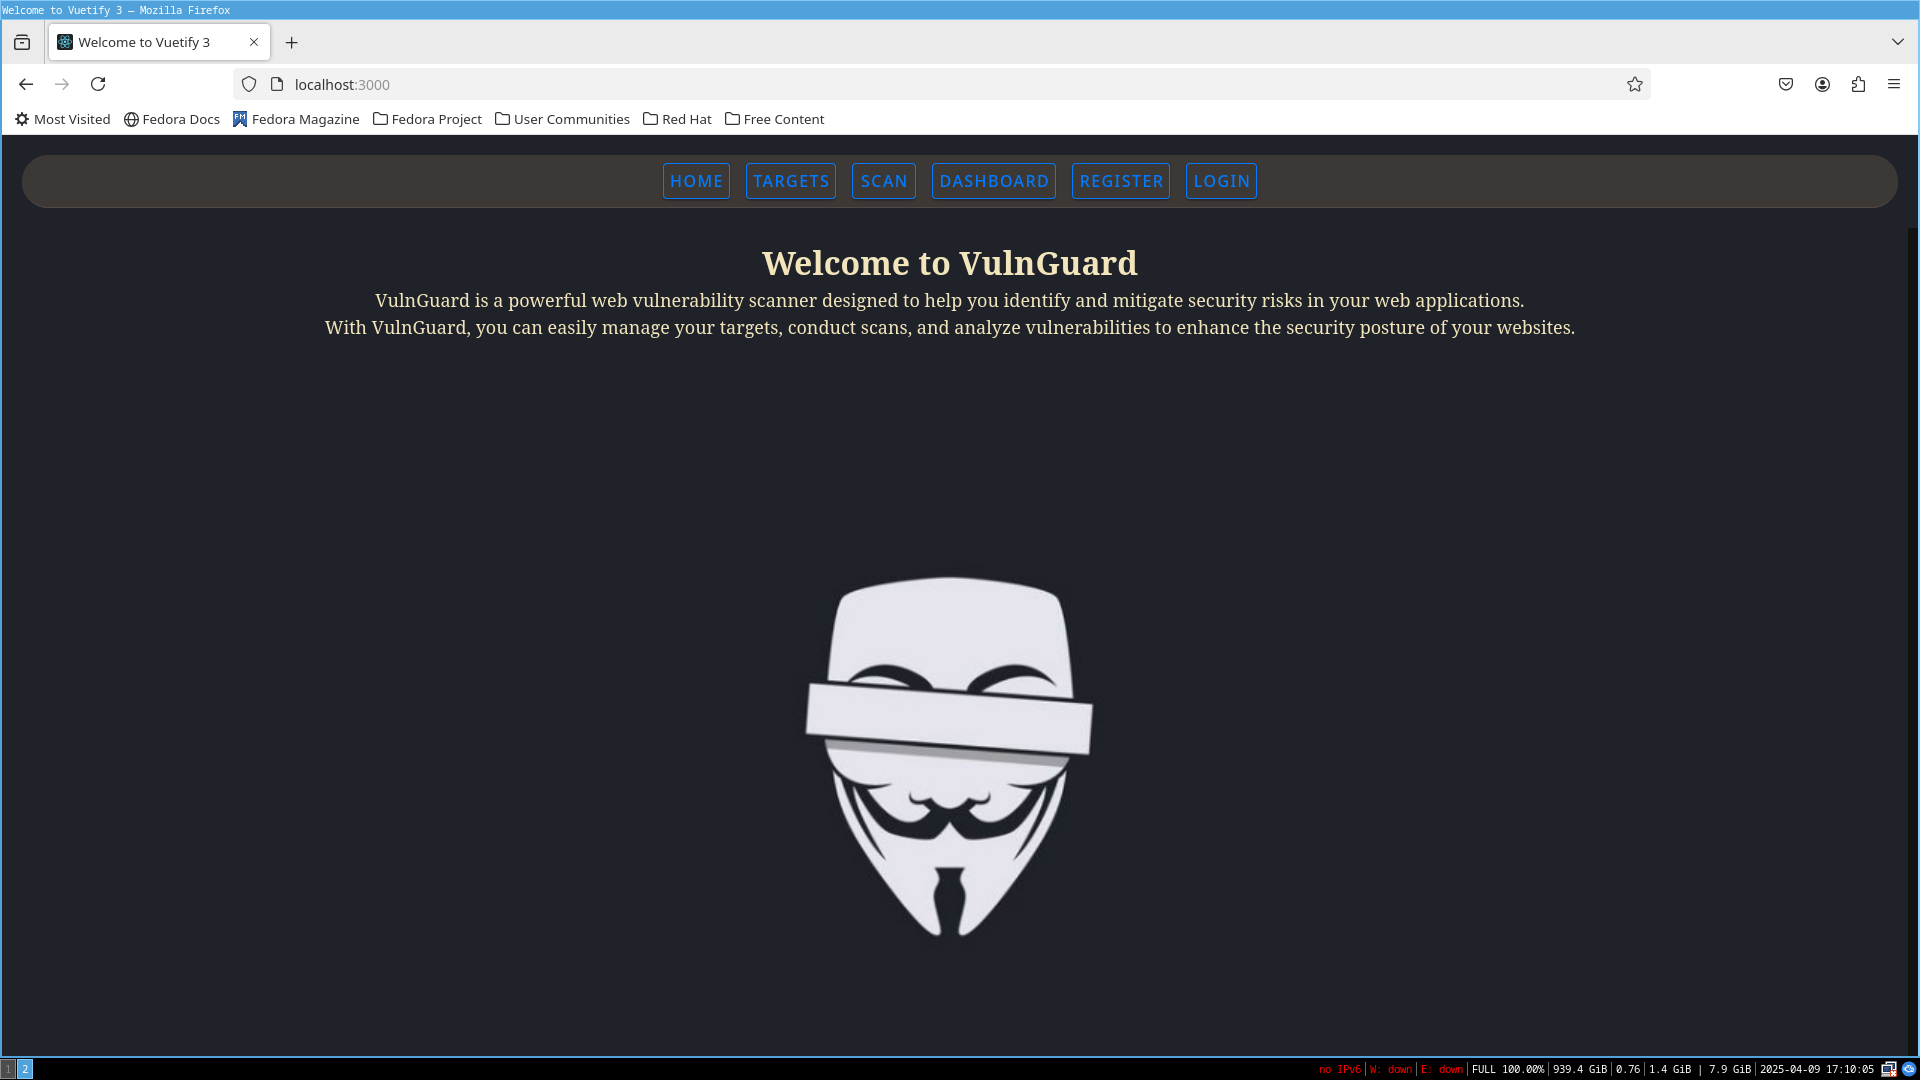 Welcome to Vuetify 3 — Mozilla Firefox
Welcome to Vuetify 3
localhost:3000
Most Visited Fedora Docs Fedora Magazine Fedora Project User Communities Red Hat Free Content
HOME TARGETS SCAN DASHBOARD REGISTER LOGIN
Welcome to VulnGuard
VulnGuard is a powerful web vulnerability scanner designed to help you identify and mitigate security risks in your web applications.
With VulnGuard, you can easily manage your targets, conduct scans, and analyze vulnerabilities to enhance the security posture of your websites.
1 2 no IPv6 W: down E: down FULL 100.00% 939.4 GiB 0.76 1.4 GiB | 7.9 GiB 2025-04-09 17:10:05